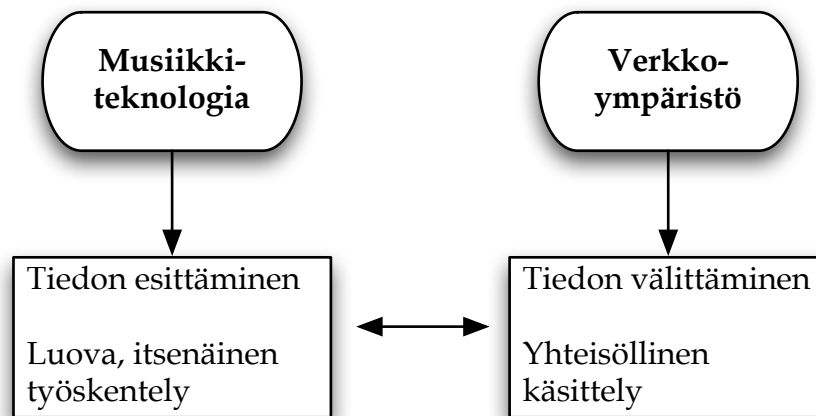 Musiikki-
teknologia
Verkko-
ympäristö
Tiedon esittäminen
Luova, itsenäinen
työskentely
Tiedon välittäminen
Yhteisöllinen
käsittely